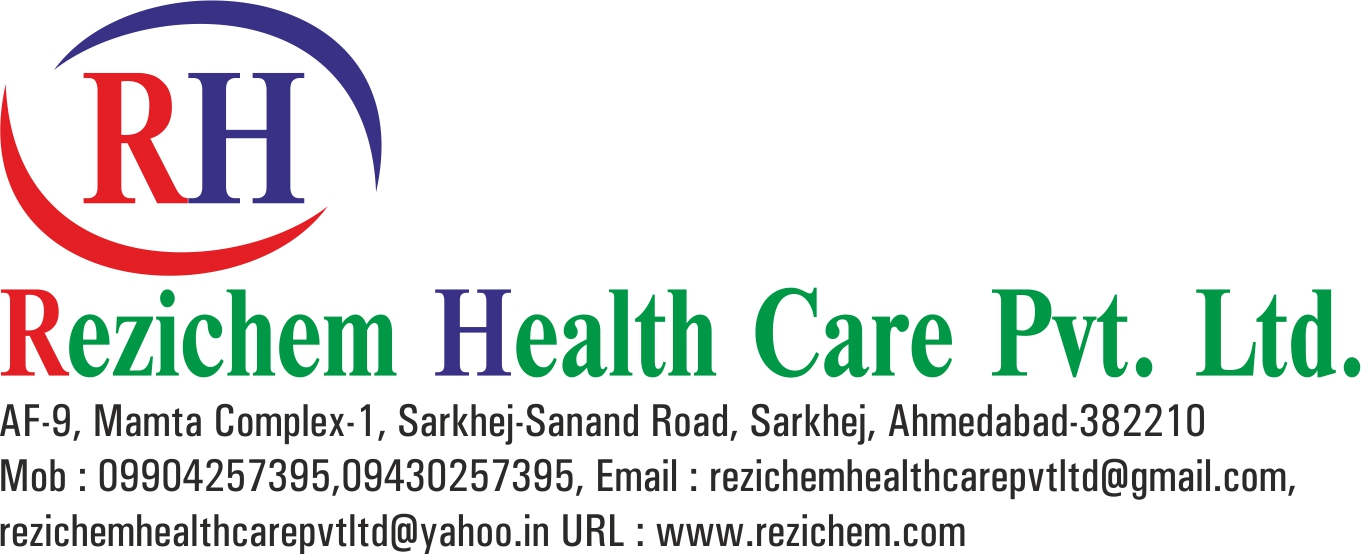 RH
Rezichem Health Care Pvt. Ltd.
AF-9, Mamta Complex-1, Sarkhej-Sanand Road, Sarkhej, Ahmedabad-382210
Mob : 09904257395,09430257395, Email : rezichemhealthcarepvtltd@gmail.com,
rezichemhealthcarepvtltd@yahoo.in URL : www.rezichem.com